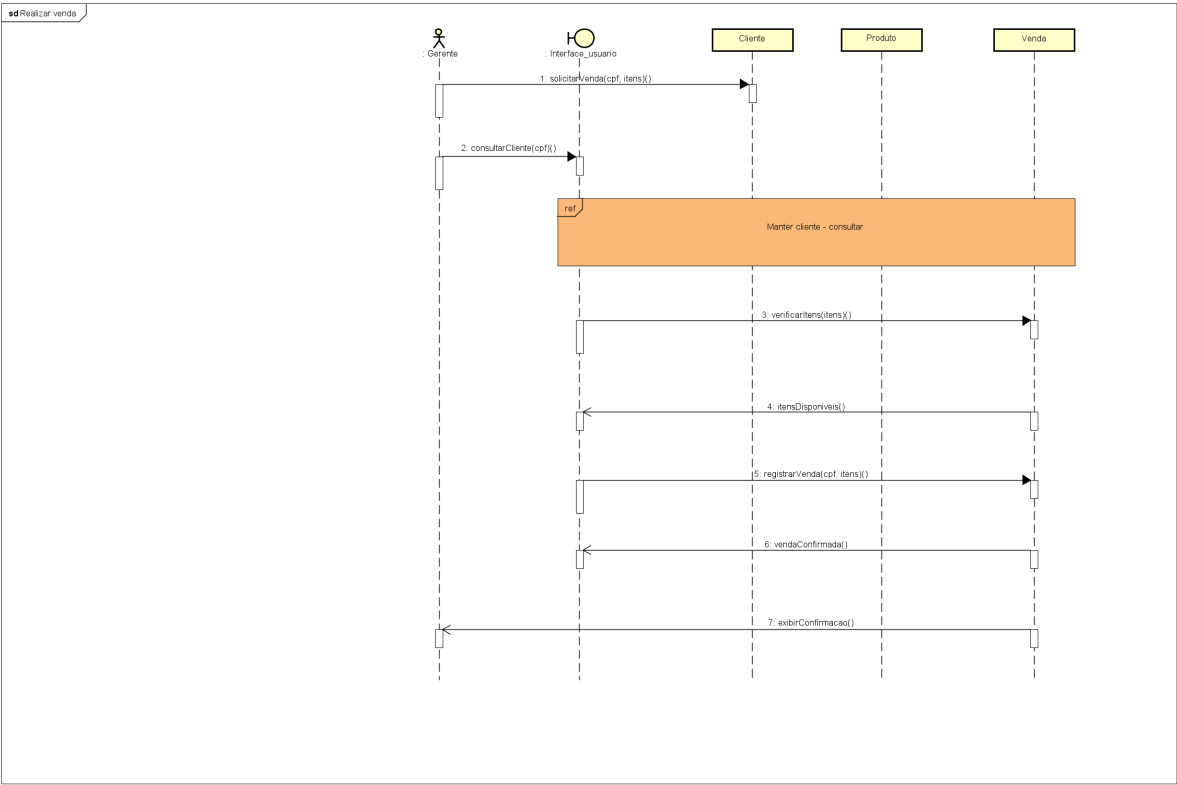 sd Realizar venda
: Gerente
: Interface_usuario
Cliente
Produto
Venda
1: solicitarVenda(cpf, itens)()
2: consultarCliente(cpf)()
ref
Manter cliente - consultar
3: verificarItens(itens)()
4: itensDisponiveis()
5: registrarVenda(cpf, itens)()
6: vendaConfirmada()
7: exibirConfirmacao()